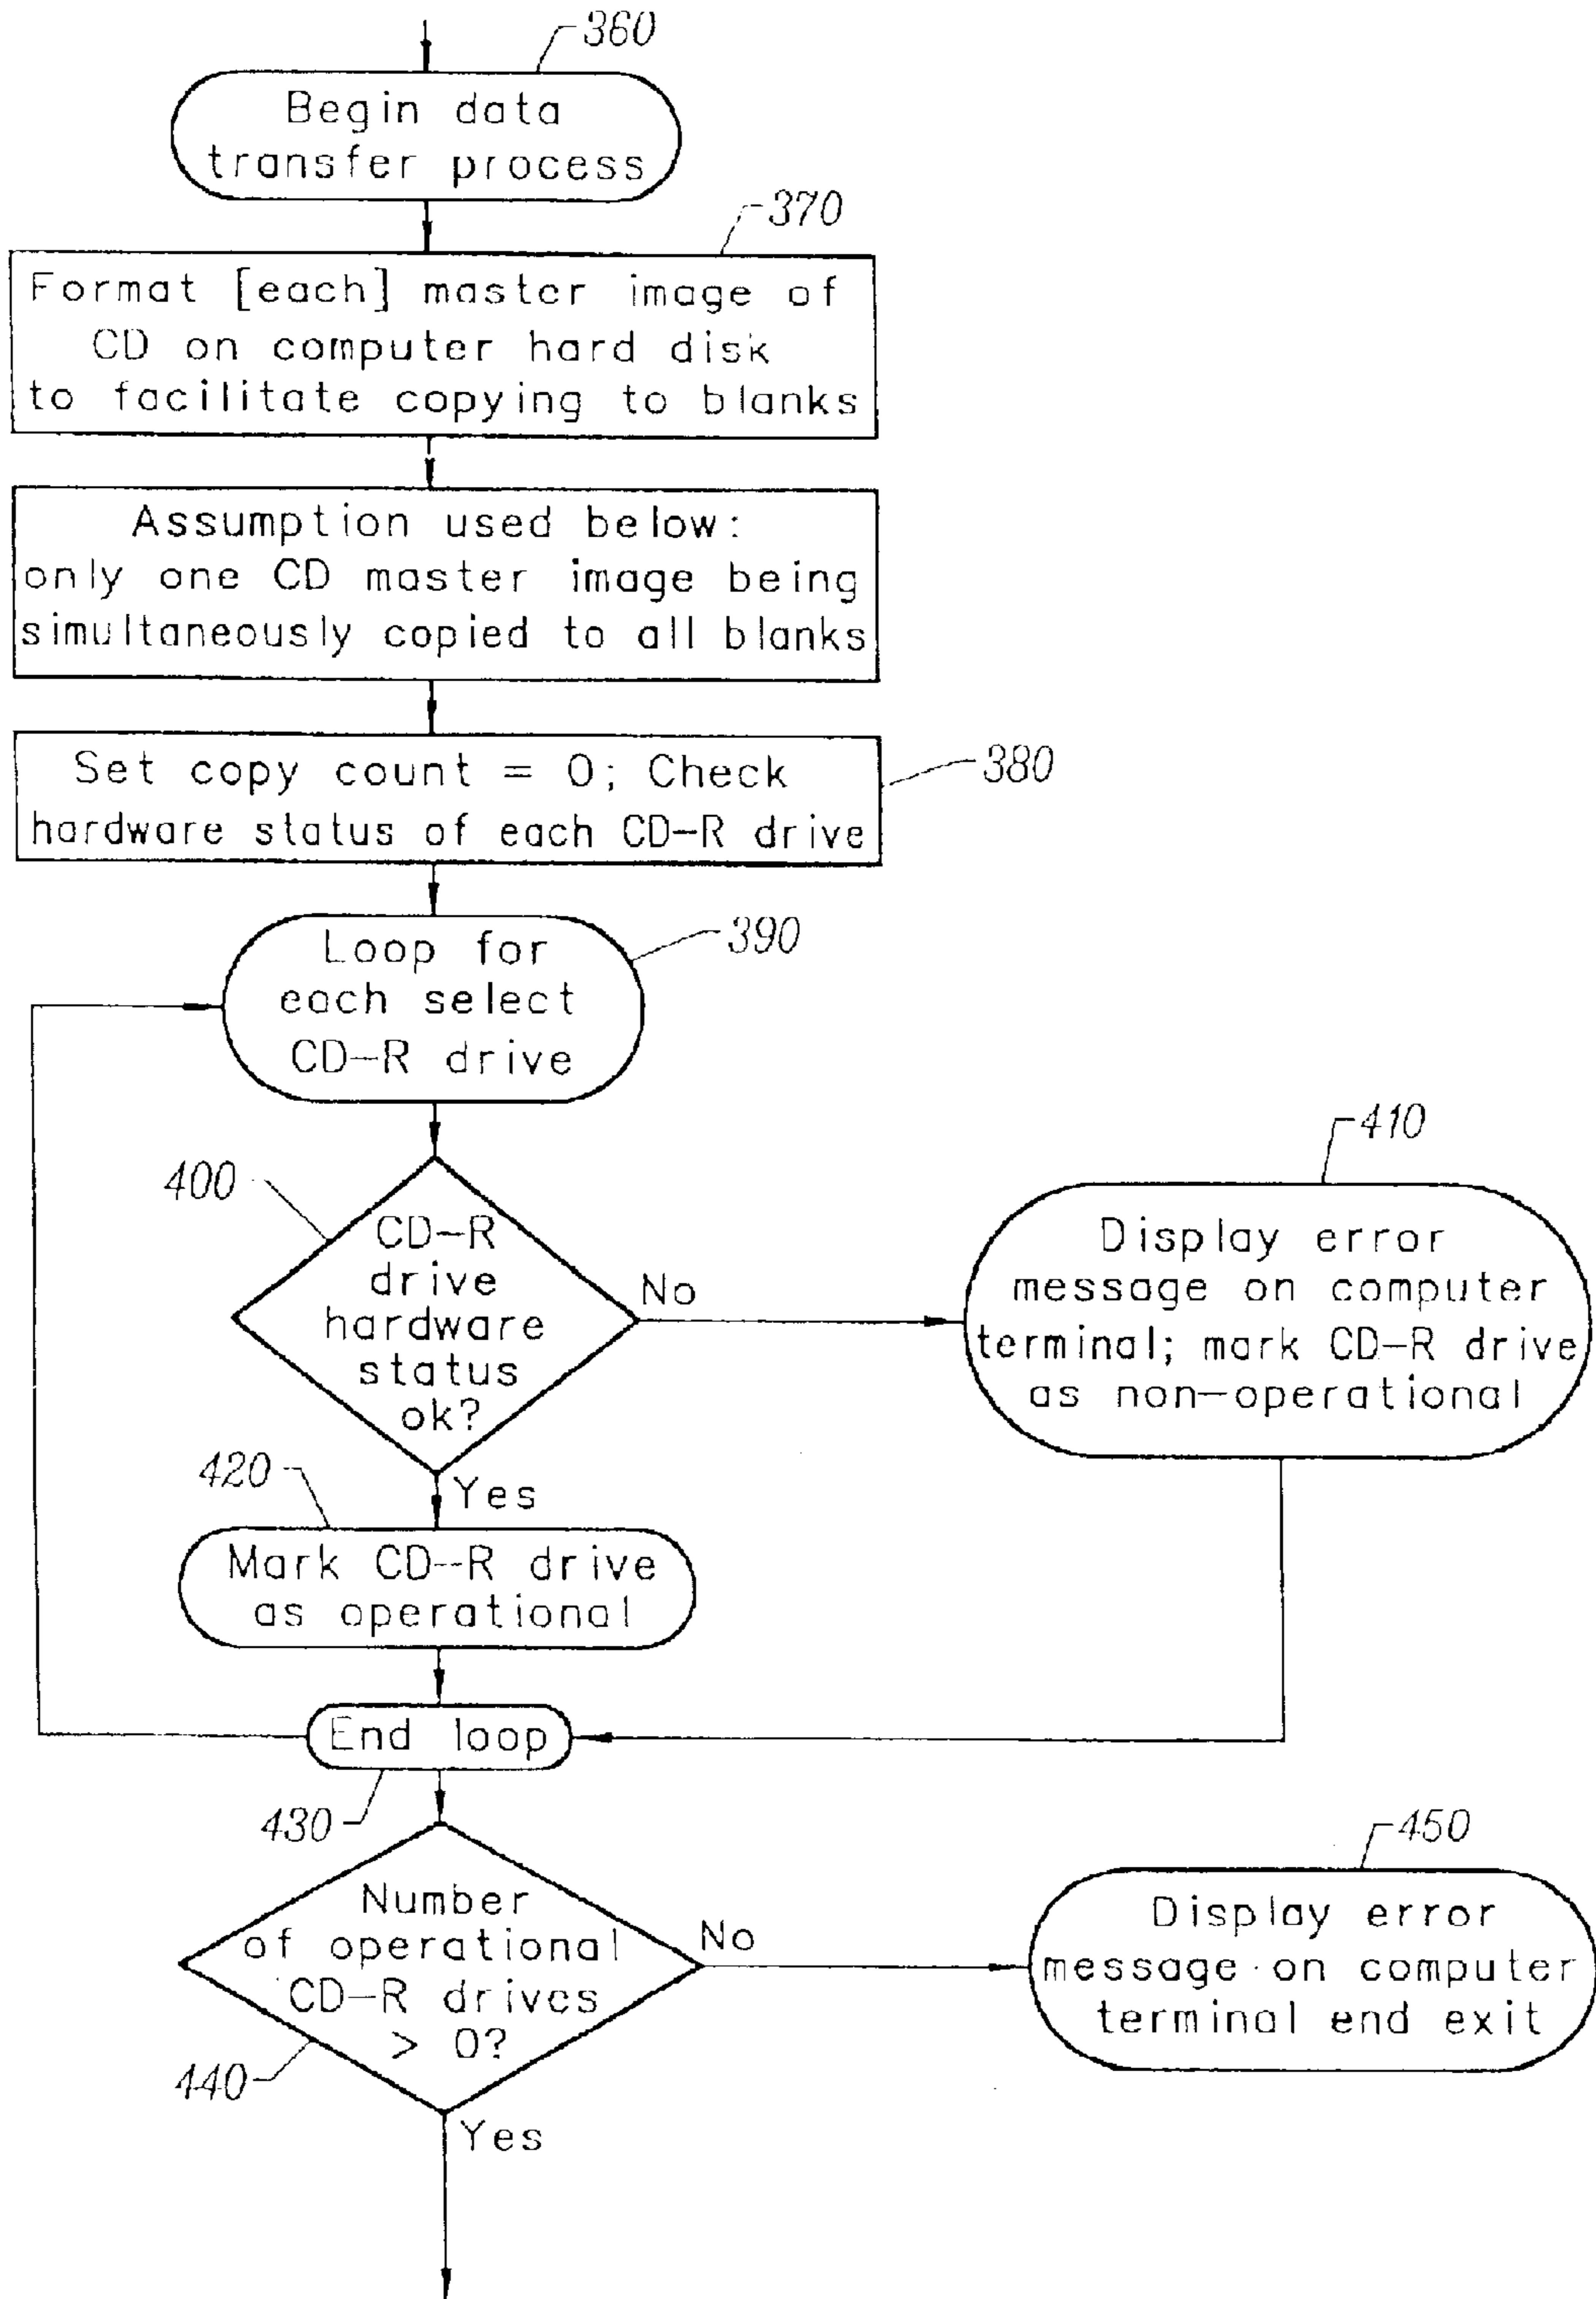 360
Begin data
transfer process
370
Format [each] master image of
CD on computer hard disk
to facilitate copying to blanks
Assumption used below:
only one CD master image being
simultaneously copied to all blanks
Set copy count = 0; Check
hardware status of each CD-R drive
380
Loop for
each select
CD-R drive
390
400
CD-R
drive
hardware
status
ok?
No
410
Display error
message on computer
terminal; mark CD-R drive
as non-operational
420
Yes
Mark CD-R drive
as operational
End loop
430
Number
of operational
CD-R drives
> 0?
No
440
450
Display error
message on computer
terminal end exit
Yes